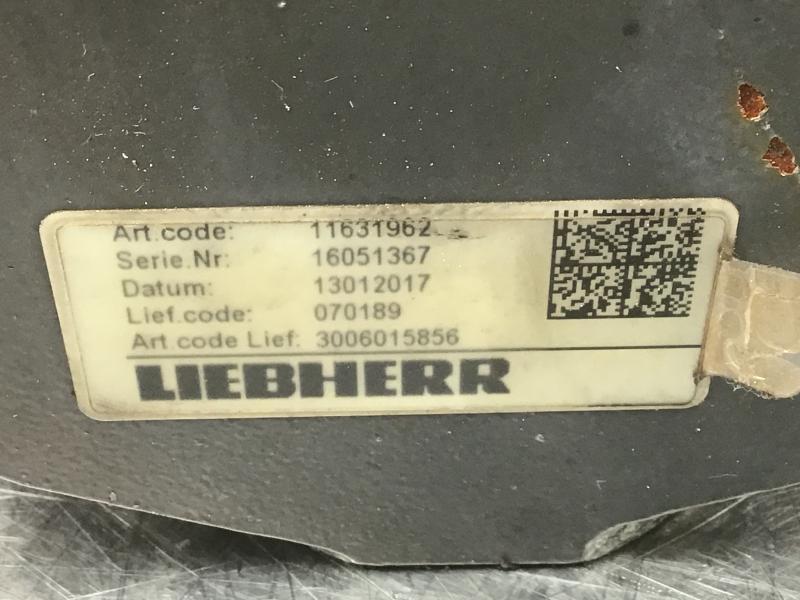 Art.code: 11631962
Serie.Nr: 16051367
Datum: 13012017
Lief.code: 070189
Art.code Lief: 3006015856
LIEBHERR